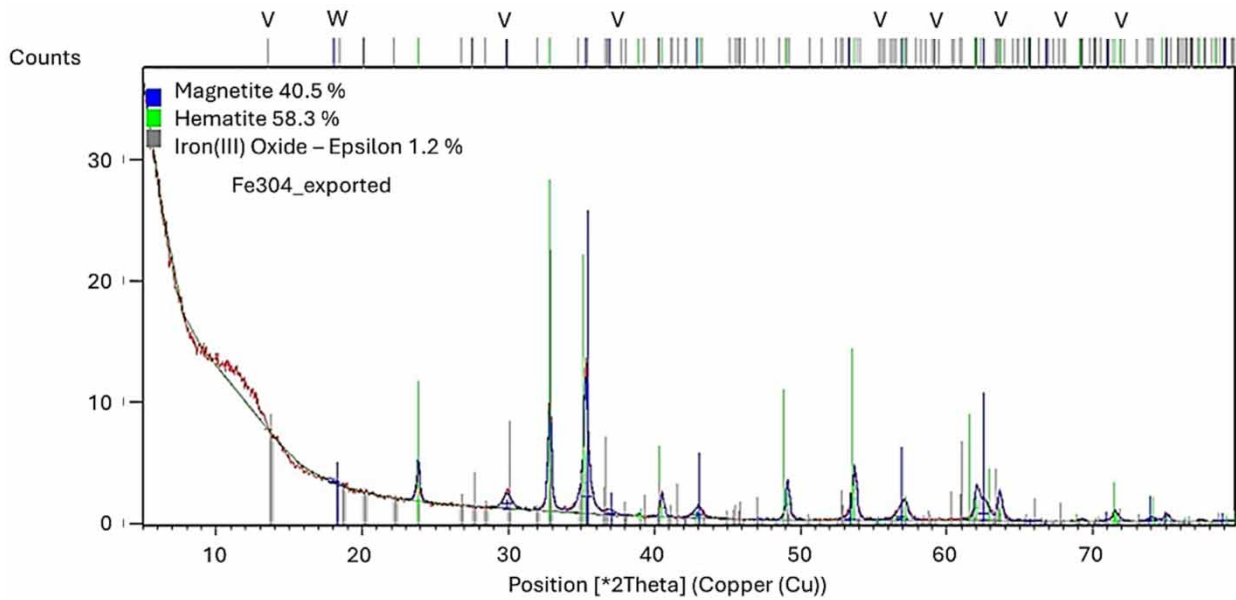 V W V V V V V V V
Counts
Magnetite 40.5 %
Hematite 58.3 %
Iron(III) Oxide – Epsilon 1.2 %
Fe304_exported
30
20
10
0
10 20 30 40 50 60 70
Position [*2Theta] (Copper (Cu))